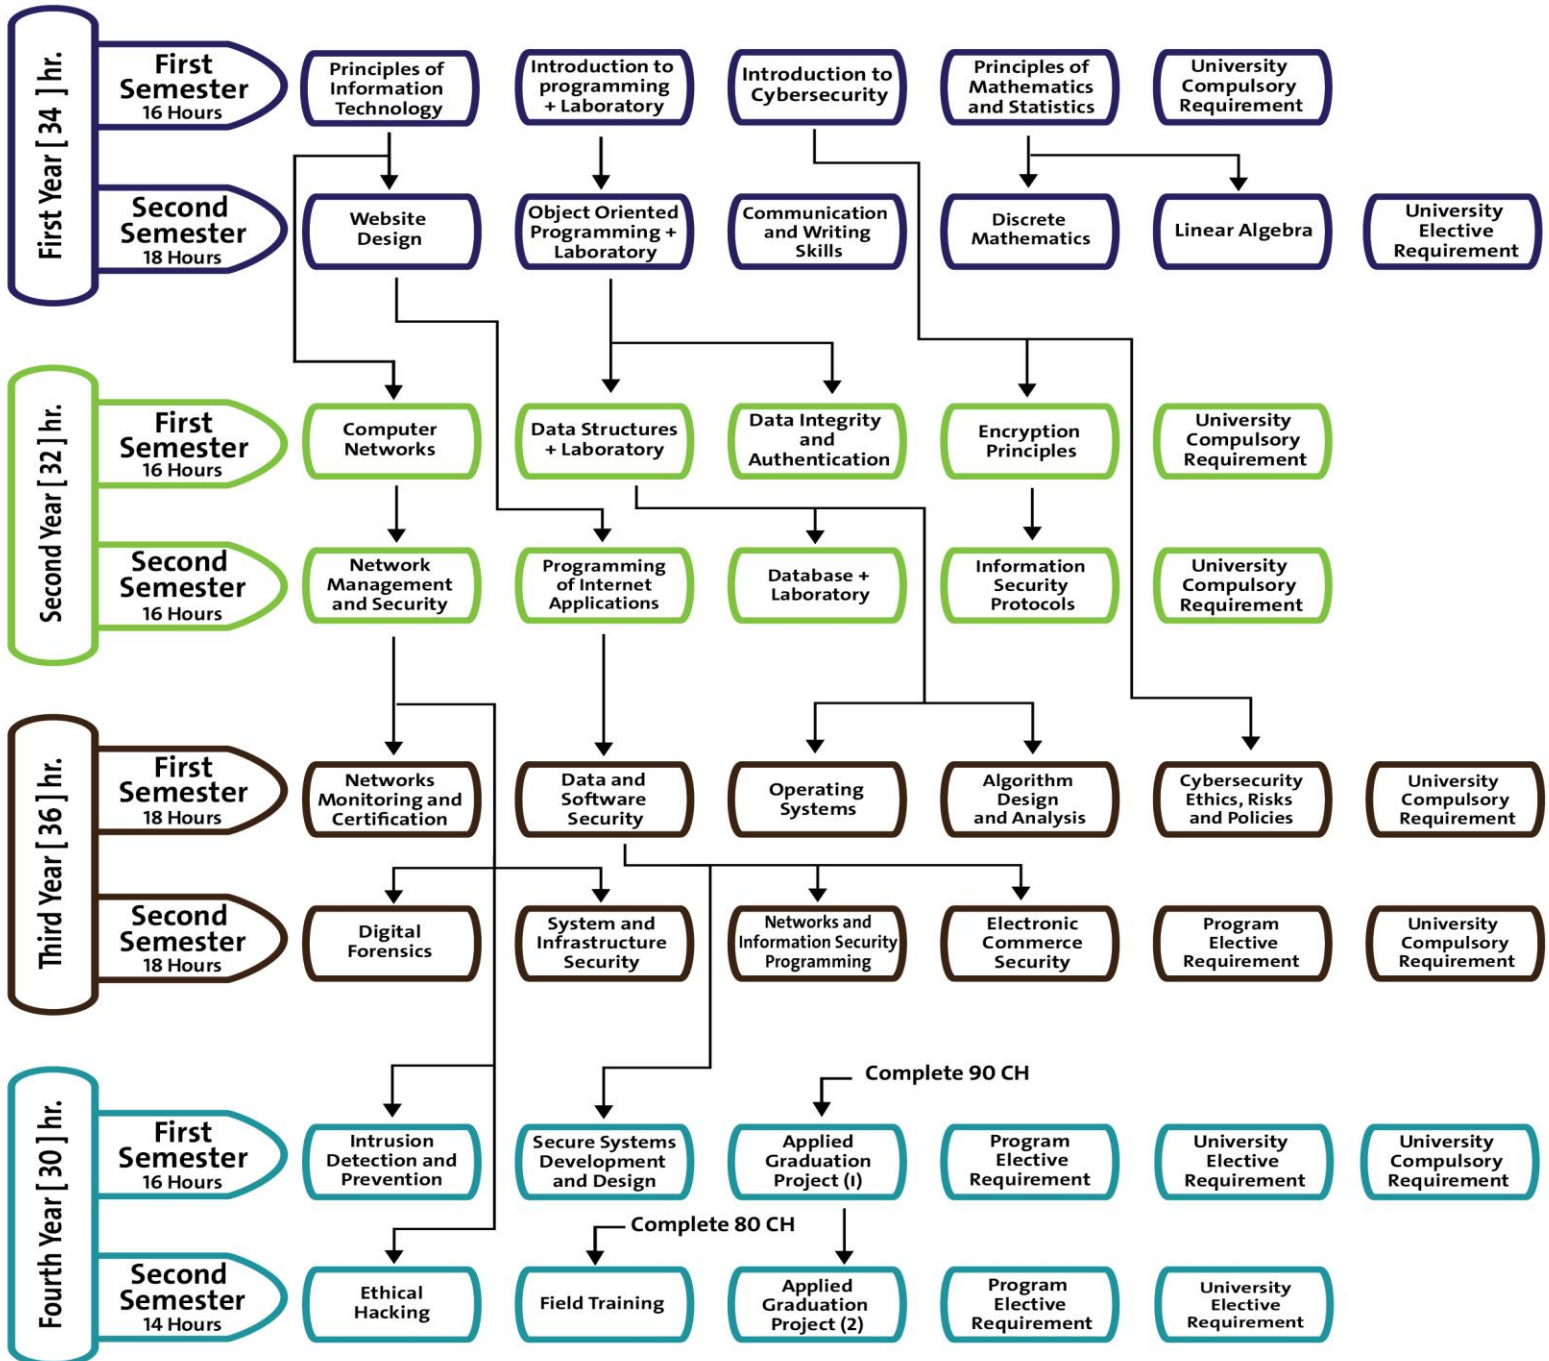 First Year [ 34 ] hr.
First
Semester
16 Hours
Principles of
Information
Technology
Introduction to
programming
+ Laboratory
Introduction to
Cybersecurity
Principles of
Mathematics
and Statistics
University
Compulsory
Requirement
Second
Semester
18 Hours
Website
Design
Object Oriented
Programming +
Laboratory
Communication
and Writing
Skills
Discrete
Mathematics
Linear Algebra
University
Elective
Requirement
Second Year [ 32 ] hr.
First
Semester
16 Hours
Computer
Networks
Data Structures
+ Laboratory
Data Integrity
and
Authentication
Encryption
Principles
University
Compulsory
Requirement
Second
Semester
16 Hours
Network
Management
and Security
Programming
of Internet
Applications
Database +
Laboratory
Information
Security
Protocols
University
Compulsory
Requirement
Third Year [ 36 ] hr.
First
Semester
18 Hours
Networks
Monitoring and
Certification
Data and
Software
Security
Operating
Systems
Algorithm
Design
and Analysis
Cybersecurity
Ethics, Risks
and Policies
University
Compulsory
Requirement
Second
Semester
18 Hours
Digital
Forensics
System and
Infrastructure
Security
Networks and
Information Security
Programming
Electronic
Commerce
Security
Program
Elective
Requirement
University
Compulsory
Requirement
Fourth Year [ 30 ] hr.
Complete 90 CH
First
Semester
16 Hours
Intrusion
Detection and
Prevention
Secure Systems
Development
and Design
Applied
Graduation
Project (1)
Program
Elective
Requirement
University
Elective
Requirement
University
Compulsory
Requirement
Complete 80 CH
Second
Semester
14 Hours
Ethical
Hacking
Field Training
Applied
Graduation
Project (2)
Program
Elective
Requirement
University
Elective
Requirement